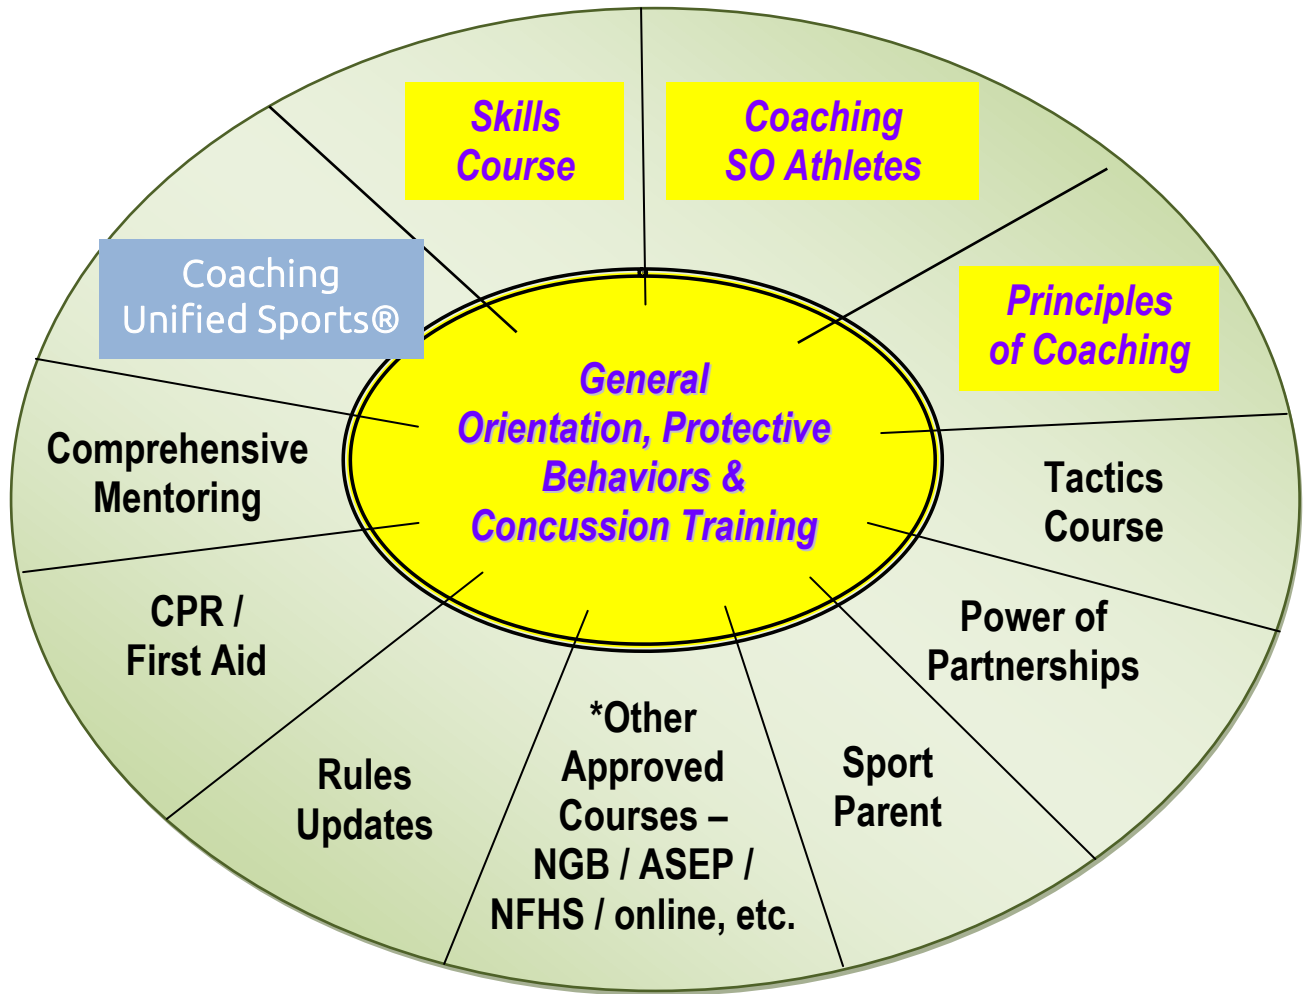 Skills
Course
Coaching
SO Athletes
Coaching
Unified Sports®
Principles
of Coaching
General
Orientation, Protective
Behaviors &
Concussion Training
Comprehensive
Mentoring
Tactics
Course
CPR /
First Aid
Power of
Partnerships
Rules
Updates
*Other
Approved
Courses –
NGB / ASEP /
NFHS / online, etc.
Sport
Parent